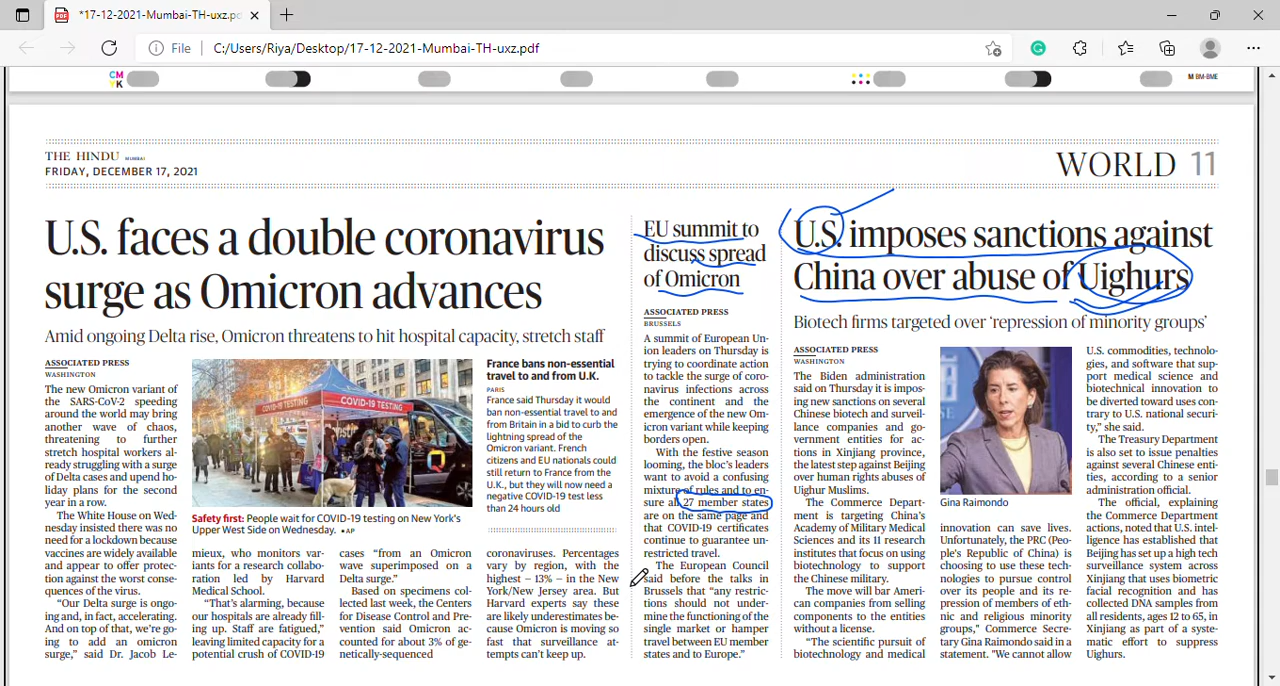 *17-12-2021-Mumbai-TH-uxz.pd
File
C:/Users/Riya/Desktop/17-12-2021-Mumbai-TH-uxz.pdf
CM
YK
M BM-BME
THE HINDU MUMBAI
FRIDAY, DECEMBER 17, 2021
WORLD 11
U.S. faces a double coronavirus
surge as Omicron advances
Amid ongoing Delta rise, Omicron threatens to hit hospital capacity, stretch staff
ASSOCIATED PRESS
WASHINGTON
The new Omicron variant of
the SARS-CoV-2 speeding
around the world may bring
another wave of chaos,
threatening to further
stretch hospital workers al-
ready struggling with a surge
of Delta cases and upend ho-
liday plans for the second
year in a row.
The White House on Wed-
nesday insisted there was no
need for a lockdown because
vaccines are widely available
and appear to offer protec-
tion against the worst conse-
quences of the virus.
“Our Delta surge is ongo-
ing and, in fact, accelerating.
And on top of that, we’re go-
ing to add an omicron
surge,” said Dr. Jacob Le-
COVID-19 TESTING
COVID-19 TESTING
Safety first: People wait for COVID-19 testing on New York's
Upper West Side on Wednesday. AP
mieux, who monitors var-
iants for a research collabo-
ration led by Harvard
Medical School.
“That’s alarming, because
our hospitals are already fill-
ing up. Staff are fatigued,”
leaving limited capacity for a
potential crush of COVID-19
cases “from an Omicron
wave superimposed on a
Delta surge.”
Based on specimens col-
lected last week, the Centers
for Disease Control and Pre-
vention said Omicron ac-
counted for about 3% of ge-
netically-sequenced
France bans non-essential
travel to and from U.K.
PARIS
France said Thursday it would
ban non-essential travel to and
from Britain in a bid to curb the
lightning spread of the
Omicron variant. French
citizens and EU nationals could
still return to France from the
U.K., but they will now need a
negative COVID-19 test less
than 24 hours old
coronaviruses. Percentages
vary by region, with the
highest – 13% – in the New
York/New Jersey area. But
Harvard experts say these
are likely underestimates be-
cause Omicron is moving so
fast that surveillance at-
tempts can’t keep up.
EU summit to
discuss spread
of Omicron
ASSOCIATED PRESS
BRUSSELS
A summit of European Un-
ion leaders on Thursday is
trying to coordinate action
to tackle the surge of coro-
navirus infections across
the continent and the
emergence of the new Om-
icron variant while keeping
borders open.
With the festive season
looming, the bloc’s leaders
want to avoid a confusing
mixture of rules and to en-
sure all 27 member states
are on the same page and
that COVID-19 certificates
continue to guarantee un-
restricted travel.
The European Council
said before the talks in
Brussels that “any restric-
tions should not under-
mine the functioning of the
single market or hamper
travel between EU member
states and to Europe.”
U.S. imposes sanctions against
China over abuse of Uighurs
Biotech firms targeted over ‘repression of minority groups’
ASSOCIATED PRESS
WASHINGTON
The Biden administration
said on Thursday it is impos-
ing new sanctions on several
Chinese biotech and surveil-
lance companies and go-
vernment entities for ac-
tions in Xinjiang province,
the latest step against Beijing
over human rights abuses of
Uighur Muslims.
The Commerce Depart-
ment is targeting China’s
Academy of Military Medical
Sciences and its 11 research
institutes that focus on using
biotechnology to support
the Chinese military.
The move will bar Ameri-
can companies from selling
components to the entities
without a license.
“The scientific pursuit of
biotechnology and medical
Gina Raimondo
innovation can save lives.
Unfortunately, the PRC (Peo-
ple’s Republic of China) is
choosing to use these tech-
nologies to pursue control
over its people and its re-
pression of members of eth-
nic and religious minority
groups,” Commerce Secre-
tary Gina Raimondo said in a
statement. "We cannot allow
U.S. commodities, technolo-
gies, and software that sup-
port medical science and
biotechnical innovation to
be diverted toward uses con-
trary to U.S. national securi-
ty,” she said.
The Treasury Department
is also set to issue penalties
against several Chinese enti-
ties, according to a senior
administration official.
The official, explaining
the Commerce Department
actions, noted that U.S. intel-
ligence has established that
Beijing has set up a high tech
surveillance system across
Xinjiang that uses biometric
facial recognition and has
collected DNA samples from
all residents, ages 12 to 65, in
Xinjiang as part of a syste-
matic effort to suppress
Uighurs.